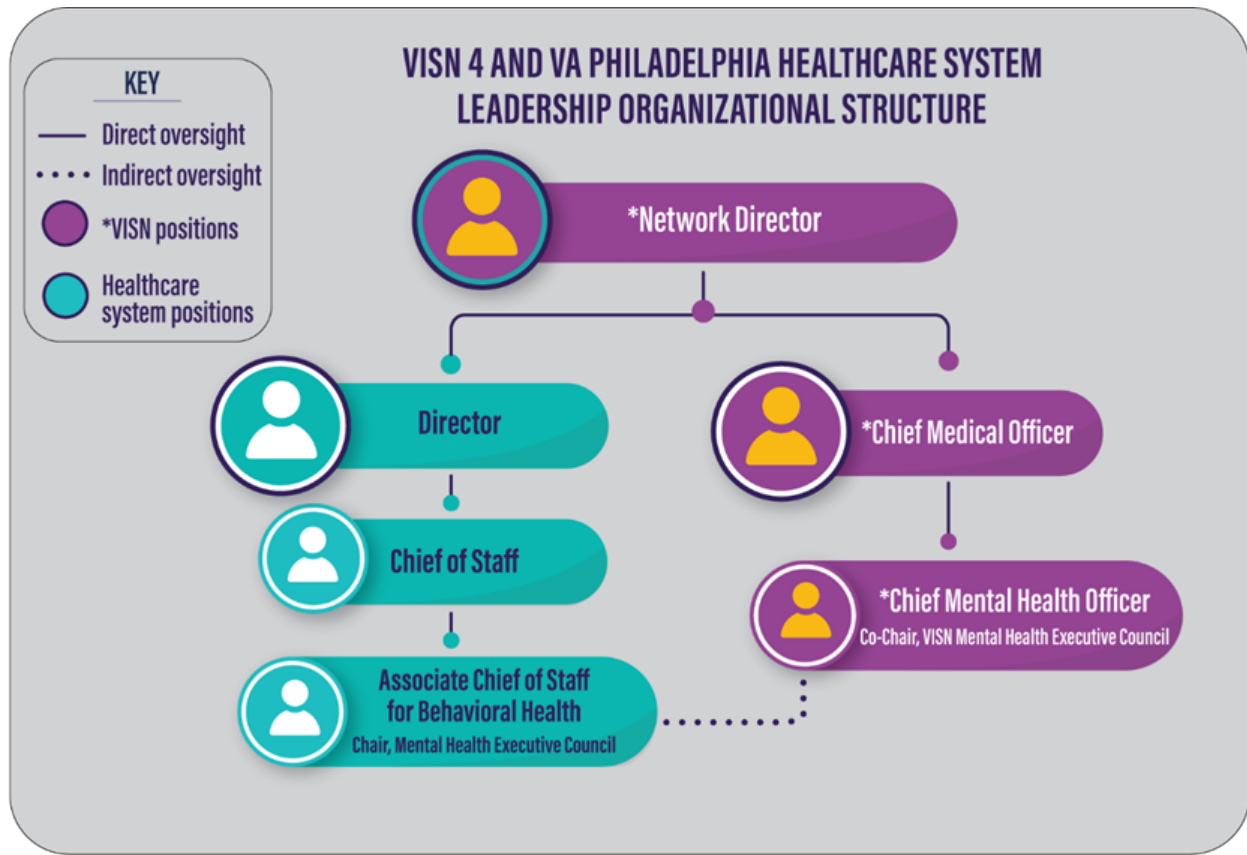 VISN 4 AND VA PHILADELPHIA HEALTHCARE SYSTEM
LEADERSHIP ORGANIZATIONAL STRUCTURE
KEY
Direct oversight
Indirect oversight
*VISN positions
Healthcare
system positions
*Network Director
Director
*Chief Medical Officer
Chief of Staff
*Chief Mental Health Officer
Co-Chair, VISN Mental Health Executive Council
Associate Chief of Staff
for Behavioral Health
Chair, Mental Health Executive Council